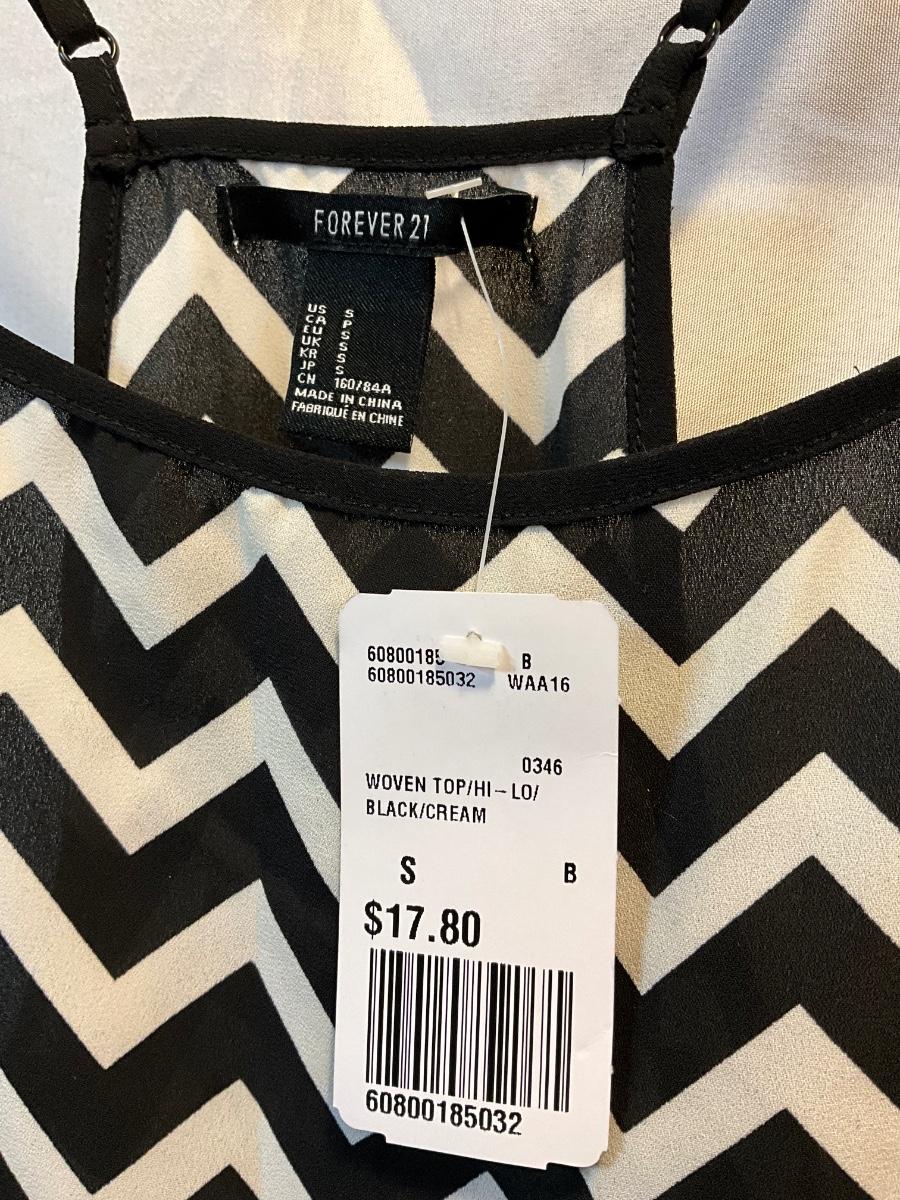 FOREVER 21
US S
CA P
EU S
UK S
KR S
JP S
CN 160/84A
MADE IN CHINA
FABRIQUÉ EN CHINE
B
60800185032 WAA16
0346
WOVEN TOP/HI-LO/
BLACK/CREAM
S B
$17.80
60800185032